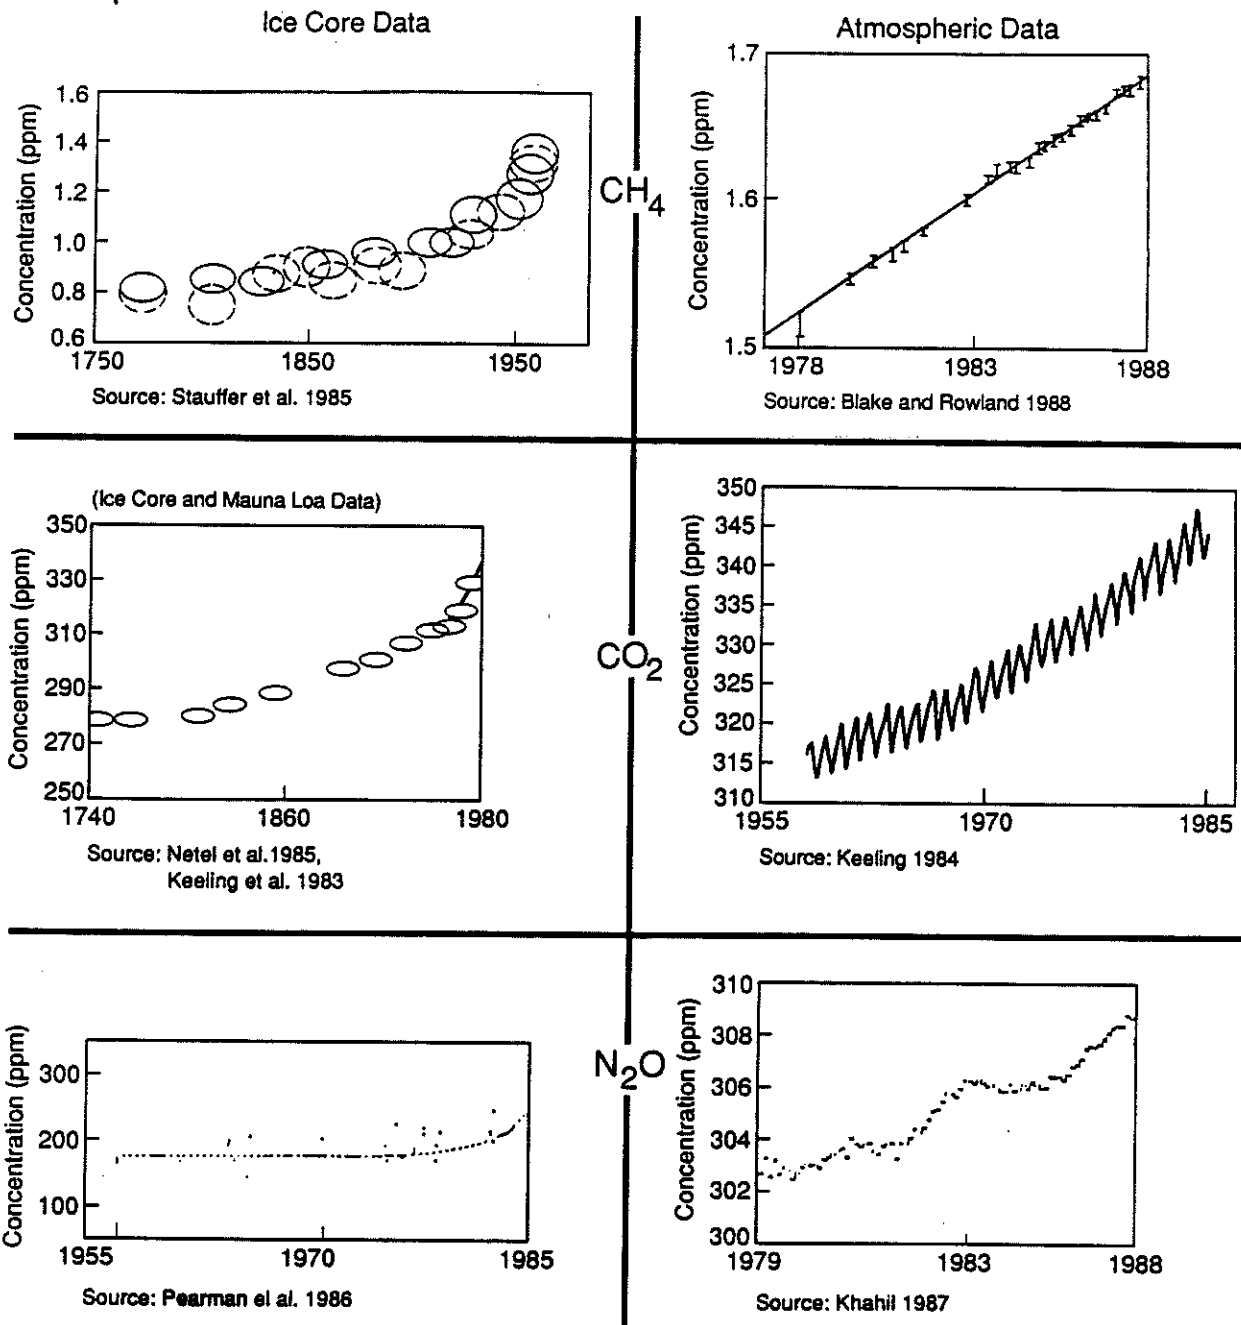 Ice Core Data
Atmospheric Data
Concentration (ppm)
1.6
1.4
1.2
1.0
0.8
0.6
1750
1850
1950
Source: Stauffer et al. 1985
CH4
Concentration (ppm)
1.7
1.6
1.5
1978
1983
1988
Source: Blake and Rowland 1988
(Ice Core and Mauna Loa Data)
Concentration (ppm)
350
330
310
290
270
250
1740
1860
1980
Source: Netel et al.1985,
Keeling et al. 1983
CO2
Concentration (ppm)
350
345
340
335
330
325
320
315
310
1955
1970
1985
Source: Keeling 1984
Concentration (ppm)
300
200
100
1955
1970
1985
Source: Pearman el al. 1986
N2O
Concentration (ppm)
310
308
306
304
302
300
1979
1983
1988
Source: Khahil 1987